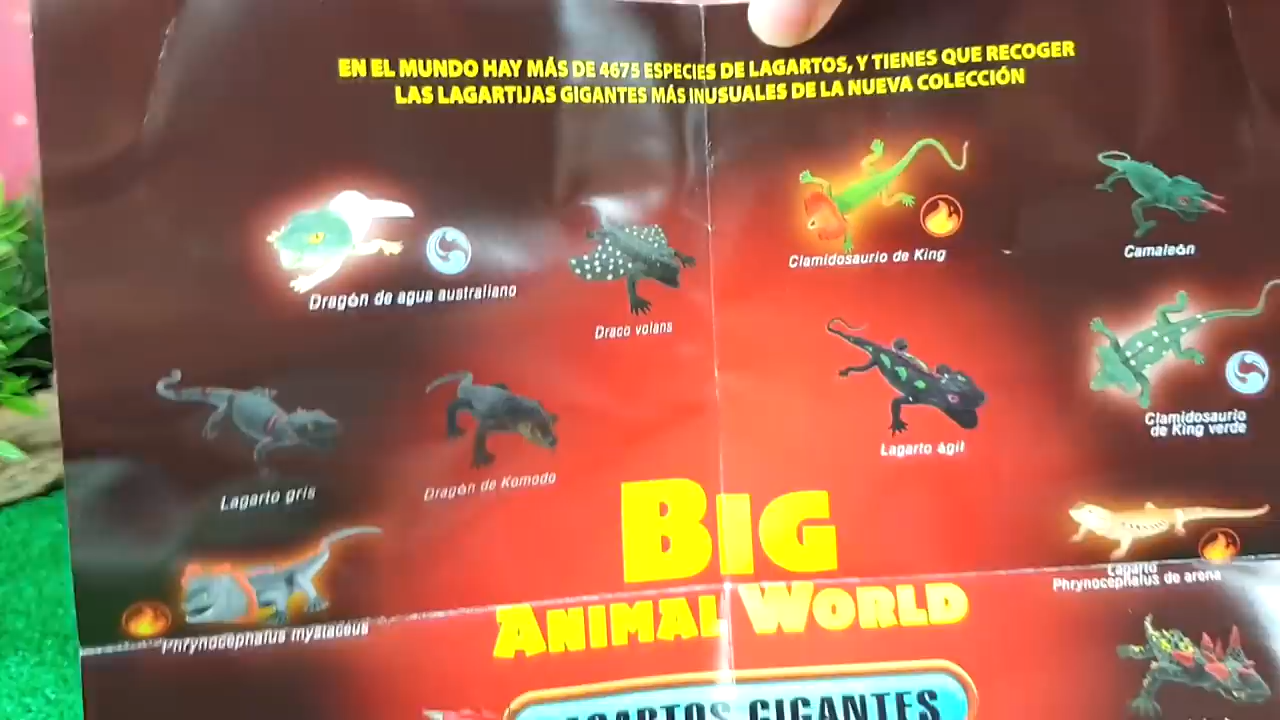 EN EL MUNDO HAY MÁS DE 4675 ESPECIES DE LAGARTOS, Y TIENES QUE RECOGER
LAS LAGARTIJAS GIGANTES MÁS INUSUALES DE LA NUEVA COLECCIÓN
Dragón de agua australiano
Draco volans
Clamidosaurio de King
Camaleón
Lagarto gris
Dragón de Komodo
Lagarto ágil
Clamidosaurio
de King verde
Phrynocephalus mystaceus
Lagarto
Phrynocephalus de arena
BIG
ANIMAL WORLD
LAGARTOS GIGANTES